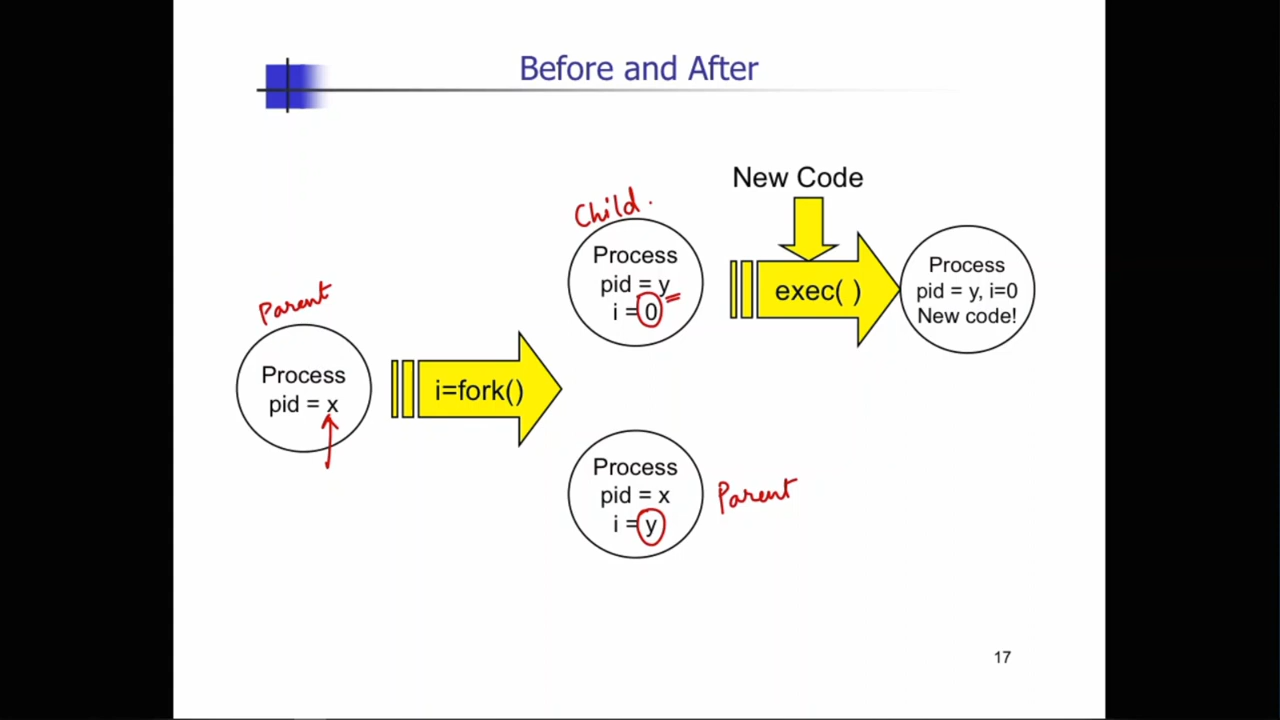 Before and After
New Code
Child.
Process
pid = y
i = 0
exec( )
Process
pid = y, i=0
New code!
Parent
Process
pid = x
i=fork()
Process
pid = x
i = y
Parent
17